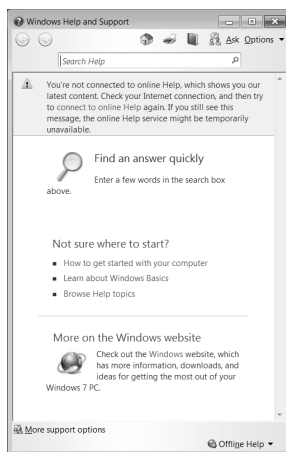 Windows Help and Support
Ask Options
Search Help
You're not connected to online Help, which shows you our
latest content. Check your Internet connection, and then try
to connect to online Help again. If you still see this
message, the online Help service might be temporarily
unavailable.
Find an answer quickly
Enter a few words in the search box
above.
Not sure where to start?
How to get started with your computer
Learn about Windows Basics
Browse Help topics
More on the Windows website
Check out the Windows website, which
has more information, downloads, and
ideas for getting the most out of your
Windows 7 PC.
More support options
Offline Help